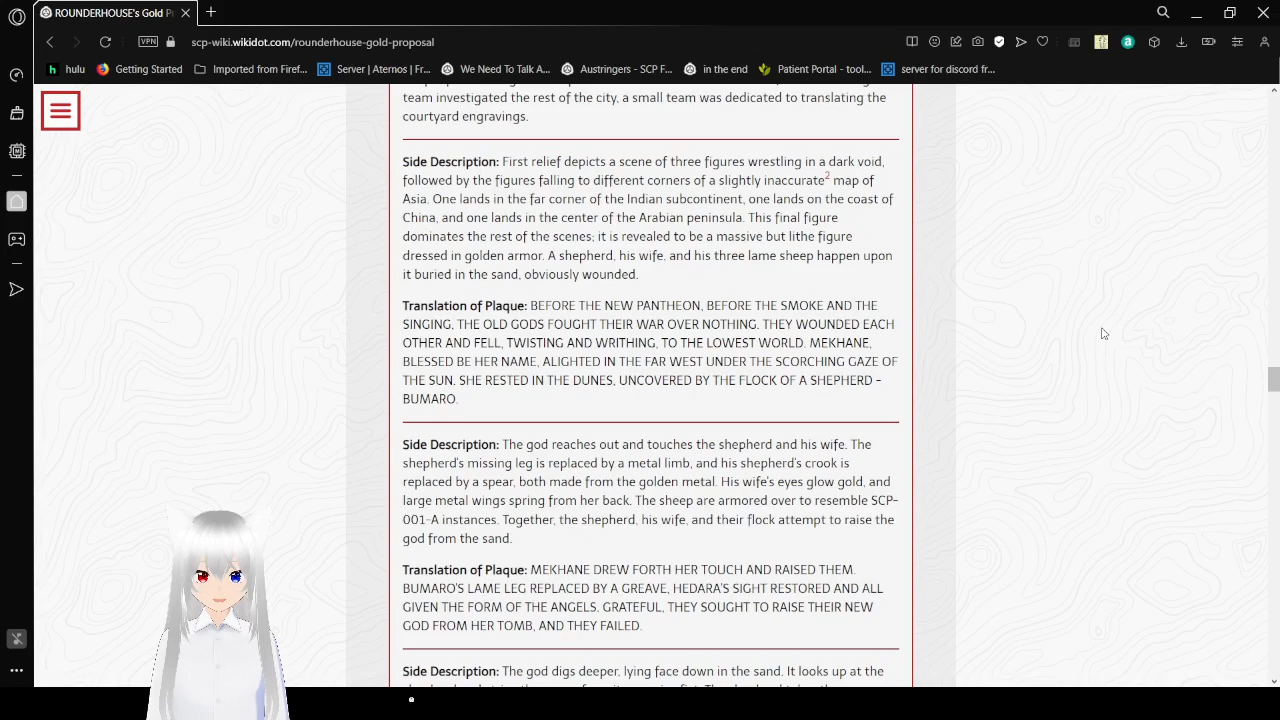 ROUNDERHOUSE's Gold P
scp-wiki.wikidot.com/rounderhouse-gold-proposal
VPN
hulu
Getting Started
Imported from Firef...
Server | Aternos | Fr...
We Need To Talk A...
Austringers - SCP F...
in the end
Patient Portal - tool...
server for discord fr...
team investigated the rest of the city, a small team was dedicated to translating the
courtyard engravings.
Side Description: First relief depicts a scene of three figures wrestling in a dark void,
followed by the figures falling to different corners of a slightly inaccurate2 map of
Asia. One lands in the far corner of the Indian subcontinent, one lands on the coast of
China, and one lands in the center of the Arabian peninsula. This final figure
dominates the rest of the scenes; it is revealed to be a massive but lithe figure
dressed in golden armor. A shepherd, his wife, and his three lame sheep happen upon
it buried in the sand, obviously wounded.
Translation of Plaque: BEFORE THE NEW PANTHEON, BEFORE THE SMOKE AND THE
SINGING. THE OLD GODS FOUGHT THEIR WAR OVER NOTHING. THEY WOUNDED EACH
OTHER AND FELL, TWISTING AND WRITHING, TO THE LOWEST WORLD. MEKHANE,
BLESSED BE HER NAME, ALIGHTED IN THE FAR WEST UNDER THE SCORCHING GAZE OF
THE SUN. SHE RESTED IN THE DUNES, UNCOVERED BY THE FLOCK OF A SHEPHERD -
BUMARO.
Side Description: The god reaches out and touches the shepherd and his wife. The
shepherd's missing leg is replaced by a metal limb, and his shepherd's crook is
replaced by a spear, both made from the golden metal. His wife's eyes glow gold, and
large metal wings spring from her back. The sheep are armored over to resemble SCP-
001-A instances. Together, the shepherd, his wife, and their flock attempt to raise the
god from the sand.
Translation of Plaque: MEKHANE DREW FORTH HER TOUCH AND RAISED THEM.
BUMARO'S LAME LEG REPLACED BY A GREAVE, HEDARA'S SIGHT RESTORED AND ALL
GIVEN THE FORM OF THE ANGELS. GRATEFUL, THEY SOUGHT TO RAISE THEIR NEW
GOD FROM HER TOMB, AND THEY FAILED.
Side Description: The god digs deeper, lying face down in the sand. It looks up at the